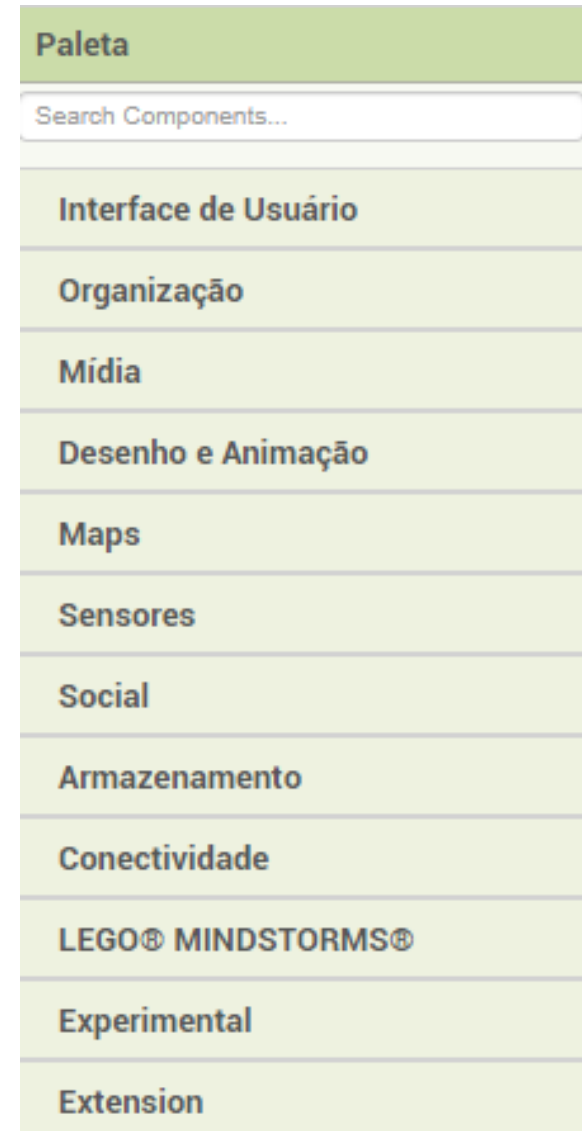 Paleta
Search Components...
Interface de Usuário
Organização
Mídia
Desenho e Animação
Maps
Sensores
Social
Armazenamento
Conectividade
LEGO® MINDSTORMS®
Experimental
Extension